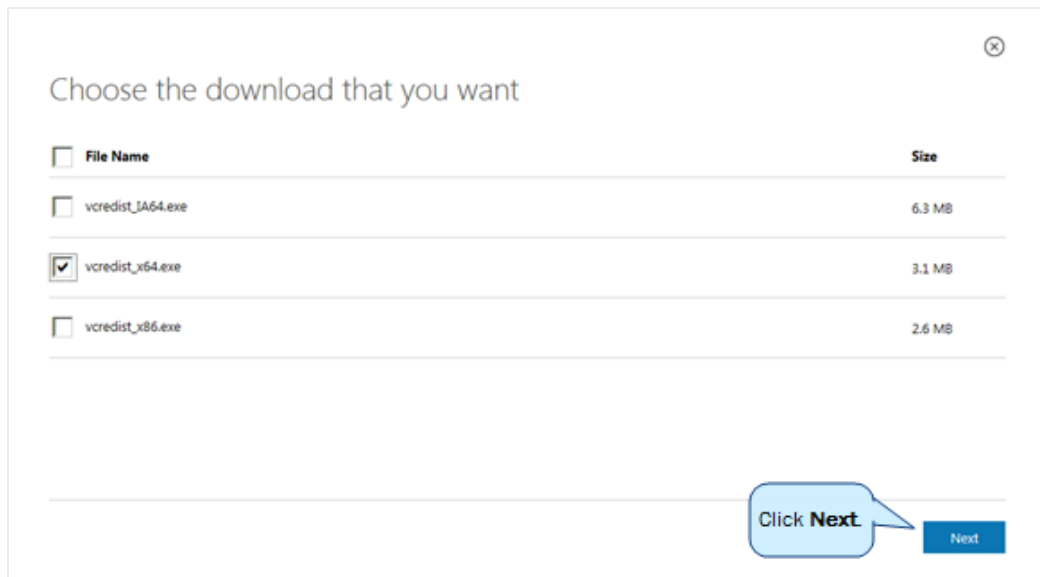 Choose the download that you want
File Name Size
vcredist_IA64.exe 6.3 MB
vcredist_x64.exe 3.1 MB
vcredist_x86.exe 2.6 MB
Click Next.
Next